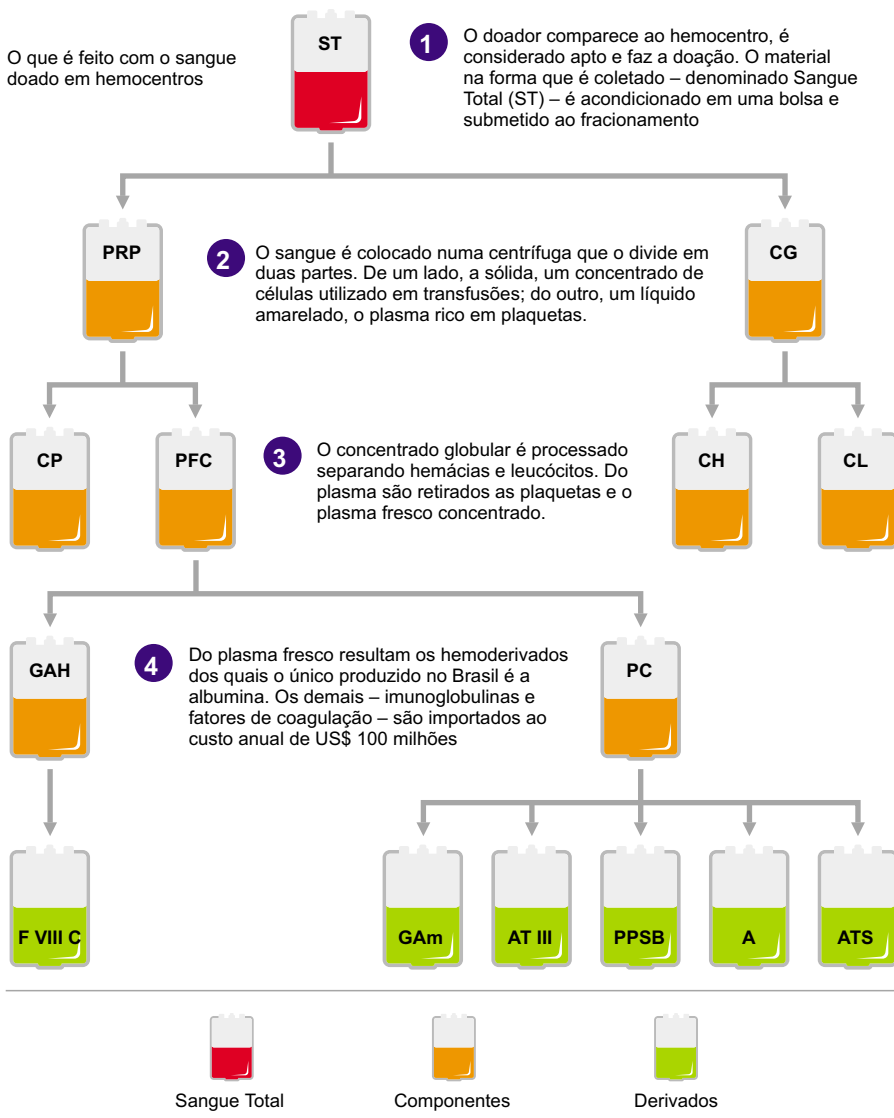 O que é feito com o sangue
doado em hemocentros
ST
1
O doador comparece ao hemocentro, é
considerado apto e faz a doação. O material
na forma que é coletado – denominado Sangue
Total (ST) – é acondicionado em uma bolsa e
submetido ao fracionamento
PRP
2
O sangue é colocado numa centrífuga que o divide em
duas partes. De um lado, a sólida, um concentrado de
células utilizado em transfusões; do outro, um líquido
amarelado, o plasma rico em plaquetas.
CG
CP
PFC
3
O concentrado globular é processado
separando hemácias e leucócitos. Do
plasma são retirados as plaquetas e o
plasma fresco concentrado.
CH
CL
GAH
4
Do plasma fresco resultam os hemoderivados
dos quais o único produzido no Brasil é a
albumina. Os demais – imunoglobulinas e
fatores de coagulação – são importados ao
custo anual de US$ 100 milhões
PC
F VIII C
GAm
AT III
PPSB
A
ATS
Sangue Total
Componentes
Derivados